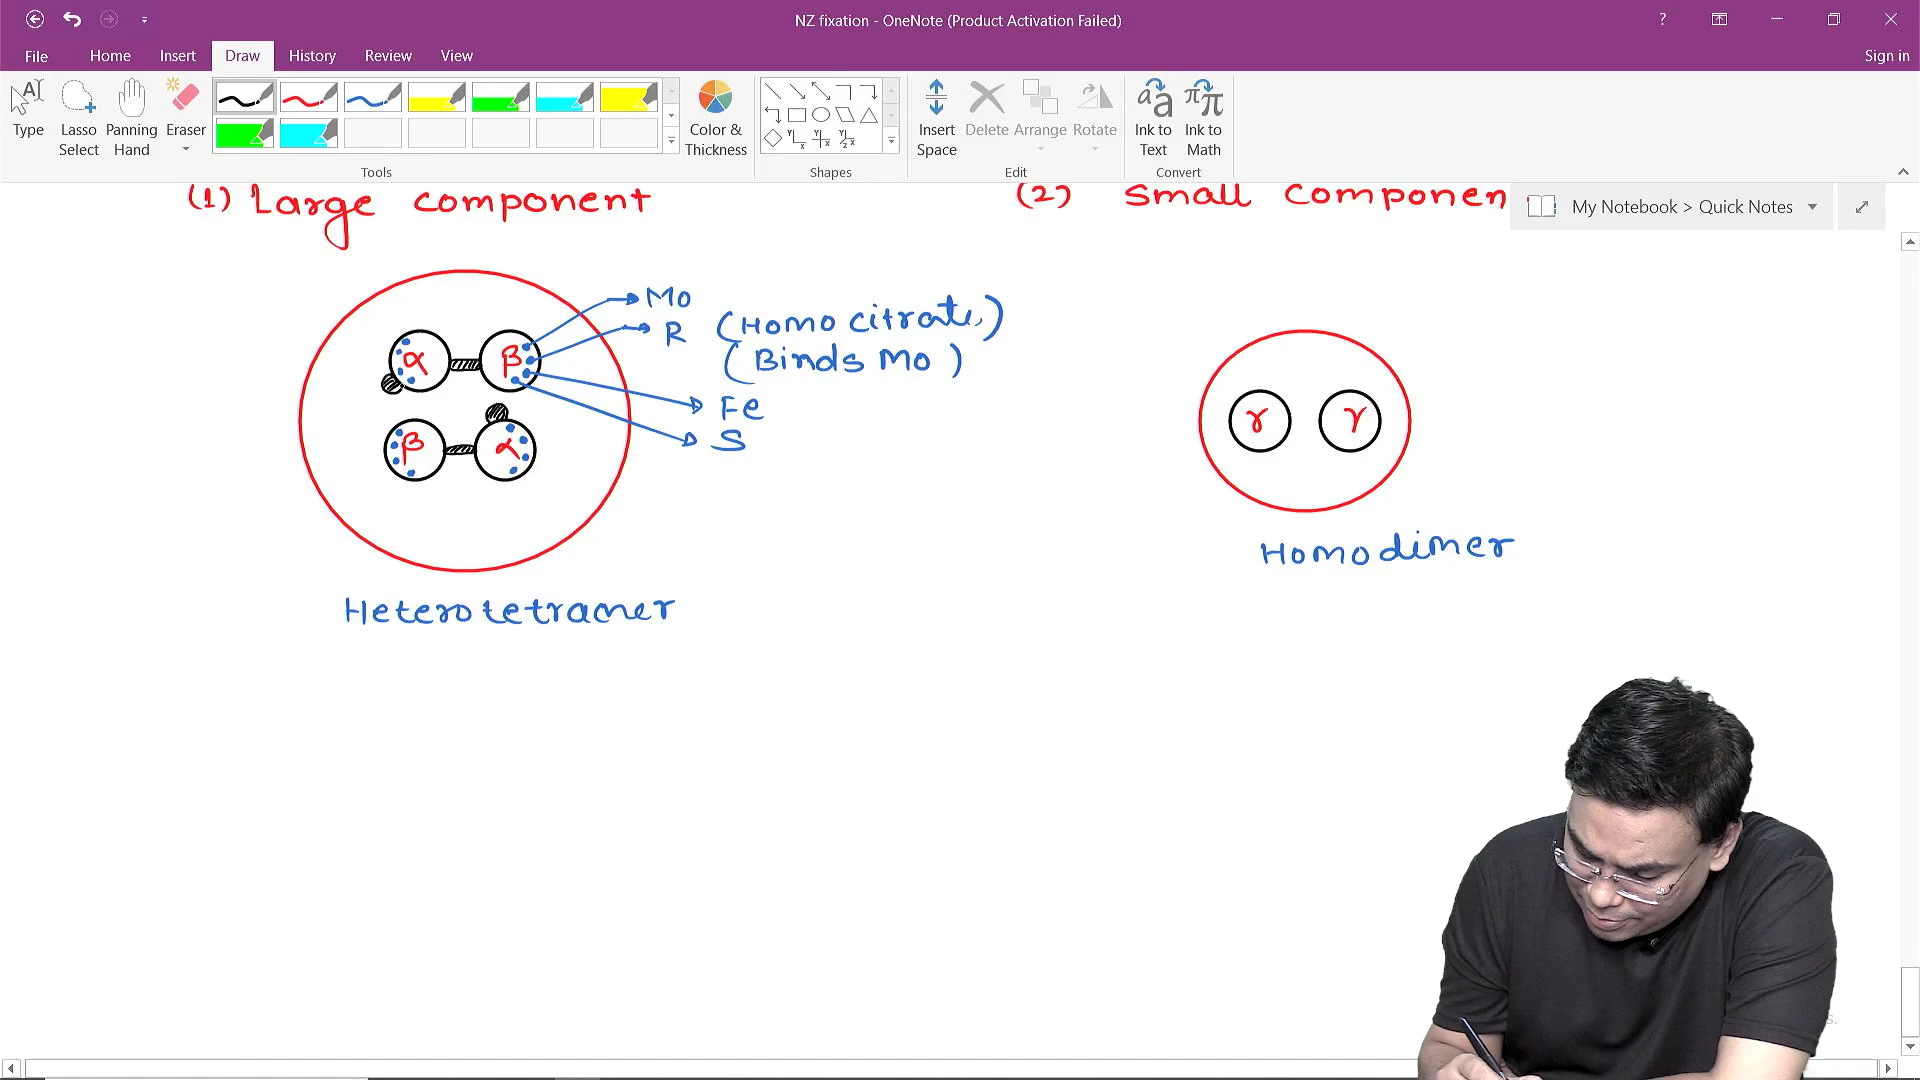 NZ fixation - OneNote (Product Activation Failed)
?
File Home Insert Draw History Review View
Sign in
Type
Lasso Select
Panning Hand
Eraser
Color & Thickness
Insert Space
Delete
Arrange
Rotate
Ink to Text
Ink to Math
Tools
Shapes
Edit
Convert
My Notebook > Quick Notes
(1) Large component
(2) Small Componen
Mo
R (Homo citrate,)
(Binds Mo)
Fe
S
α β
β α
γ γ
Heterotetramer
Homodimer